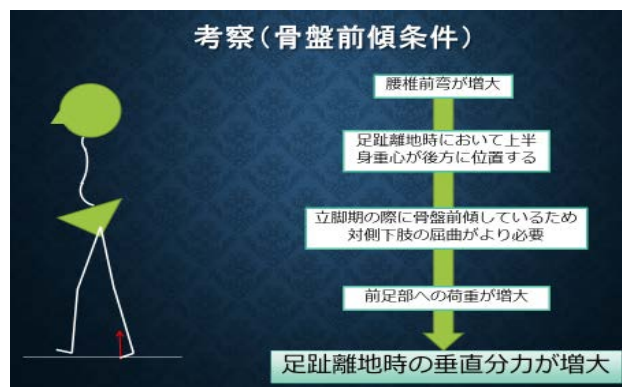 考察（骨盤前傾条件）
腰椎前弯が増大
足趾離地時において上半
身重心が後方に位置する
立脚期の際に骨盤前傾しているため
対側下肢の屈曲がより必要
前足部への荷重が増大
足趾離地時の垂直分力が増大